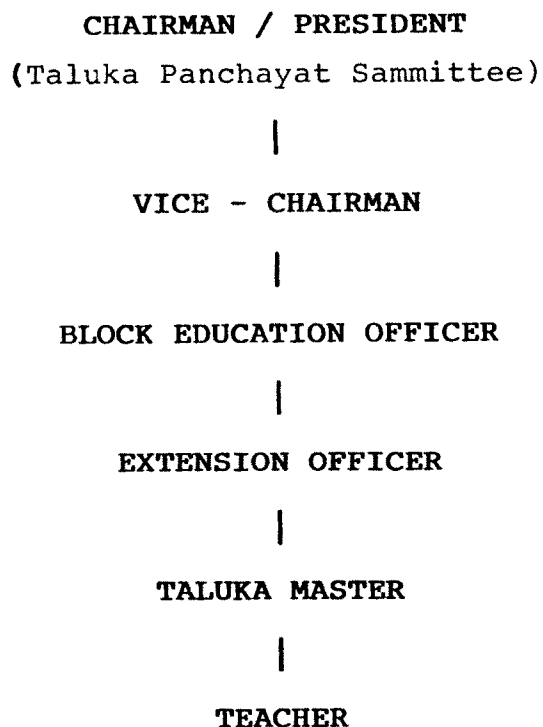 CHAIRMAN / PRESIDENT
(Taluka Panchayat Sammittee)
VICE - CHAIRMAN
BLOCK EDUCATION OFFICER
EXTENSION OFFICER
TALUKA MASTER
TEACHER